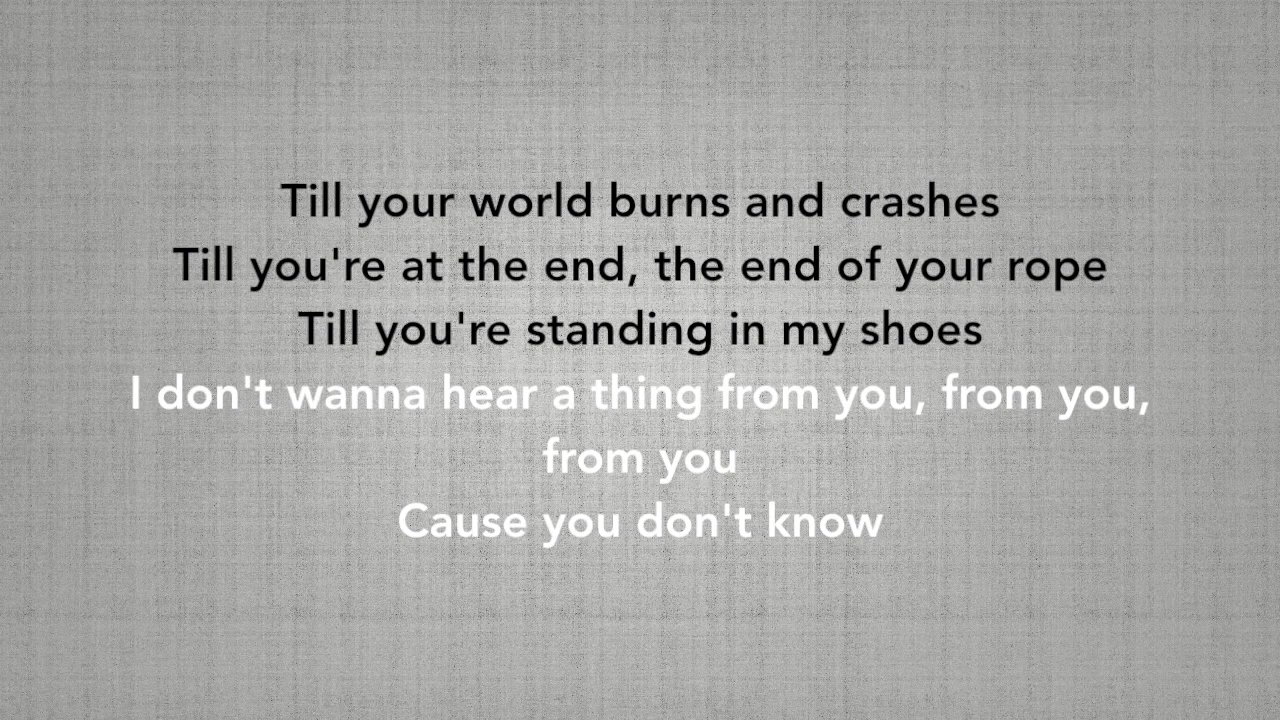 Till your world burns and crashes
Till you're at the end, the end of your rope
Till you're standing in my shoes
I don't wanna hear a thing from you, from you,
from you
Cause you don't know